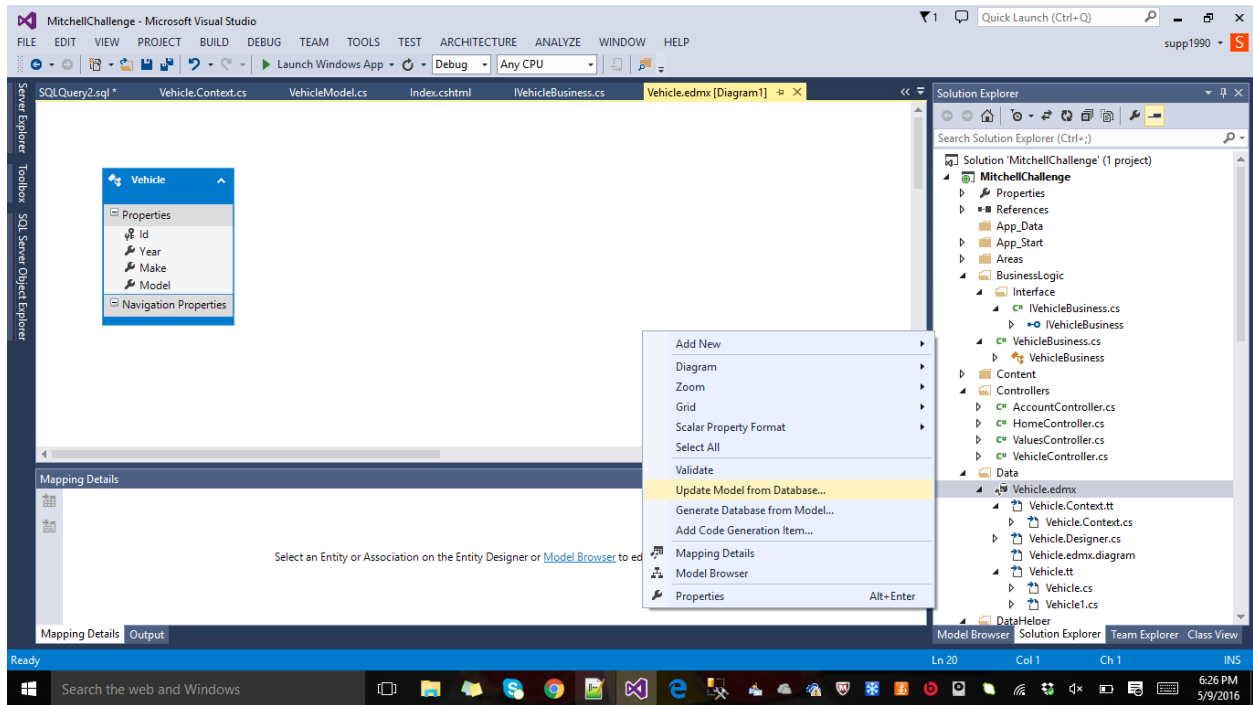 MitchellChallenge - Microsoft Visual Studio
1
Quick Launch (Ctrl+Q)
FILE EDIT VIEW PROJECT BUILD DEBUG TEAM TOOLS TEST ARCHITECTURE ANALYZE WINDOW HELP
supp1990
S
Launch Windows App
Debug
Any CPU
Server Explorer
Toolbox
SQL Server Object Explorer
SQLQuery2.sql *
Vehicle.Context.cs
VehicleModel.cs
Index.cshtml
IVehicleBusiness.cs
Vehicle.edmx [Diagram1]
Vehicle
Properties
Id
Year
Make
Model
Navigation Properties
Add New
Diagram
Zoom
Grid
Scalar Property Format
Select All
Validate
Update Model from Database...
Generate Database from Model...
Add Code Generation Item...
Mapping Details
Model Browser
Properties Alt+Enter
Mapping Details
Select an Entity or Association on the Entity Designer or Model Browser to ed
Mapping Details
Output
Solution Explorer
Search Solution Explorer (Ctrl+;)
Solution 'MitchellChallenge' (1 project)
MitchellChallenge
Properties
References
App_Data
App_Start
Areas
BusinessLogic
Interface
C# IVehicleBusiness.cs
IVehicleBusiness
C# VehicleBusiness.cs
VehicleBusiness
Content
Controllers
C# AccountController.cs
C# HomeController.cs
C# ValuesController.cs
C# VehicleController.cs
Data
Vehicle.edmx
Vehicle.Context.tt
Vehicle.Context.cs
Vehicle.Designer.cs
Vehicle.edmx.diagram
Vehicle.tt
Vehicle.cs
Vehicle1.cs
DataHelper
Model Browser
Solution Explorer
Team Explorer
Class View
Ready
Ln 20
Col 1
Ch 1
INS
Search the web and Windows
6:26 PM
5/9/2016